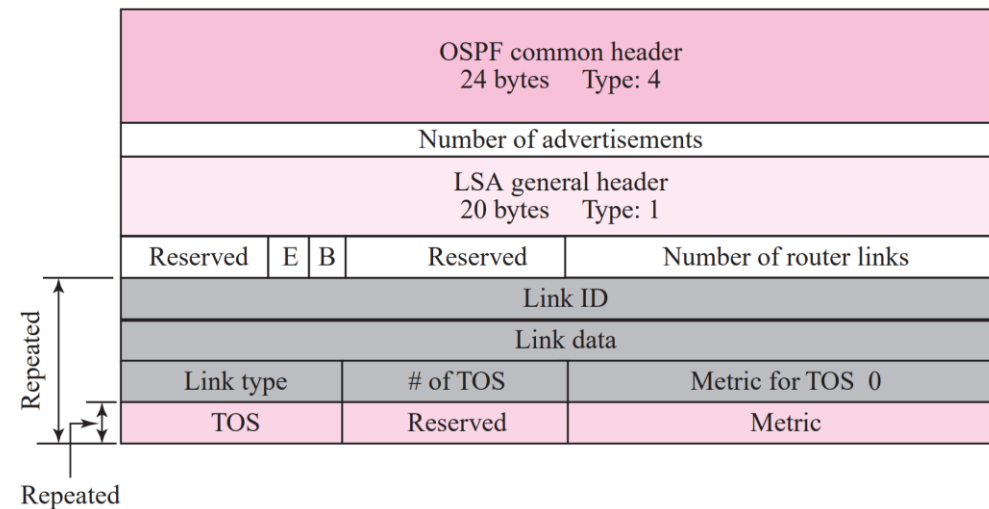 OSPF common header
24 bytes Type: 4
Number of advertisements
LSA general header
20 bytes Type: 1
Reserved E B Reserved Number of router links
Link ID
Link data
Link type # of TOS Metric for TOS 0
TOS Reserved Metric
Repeated
Repeated